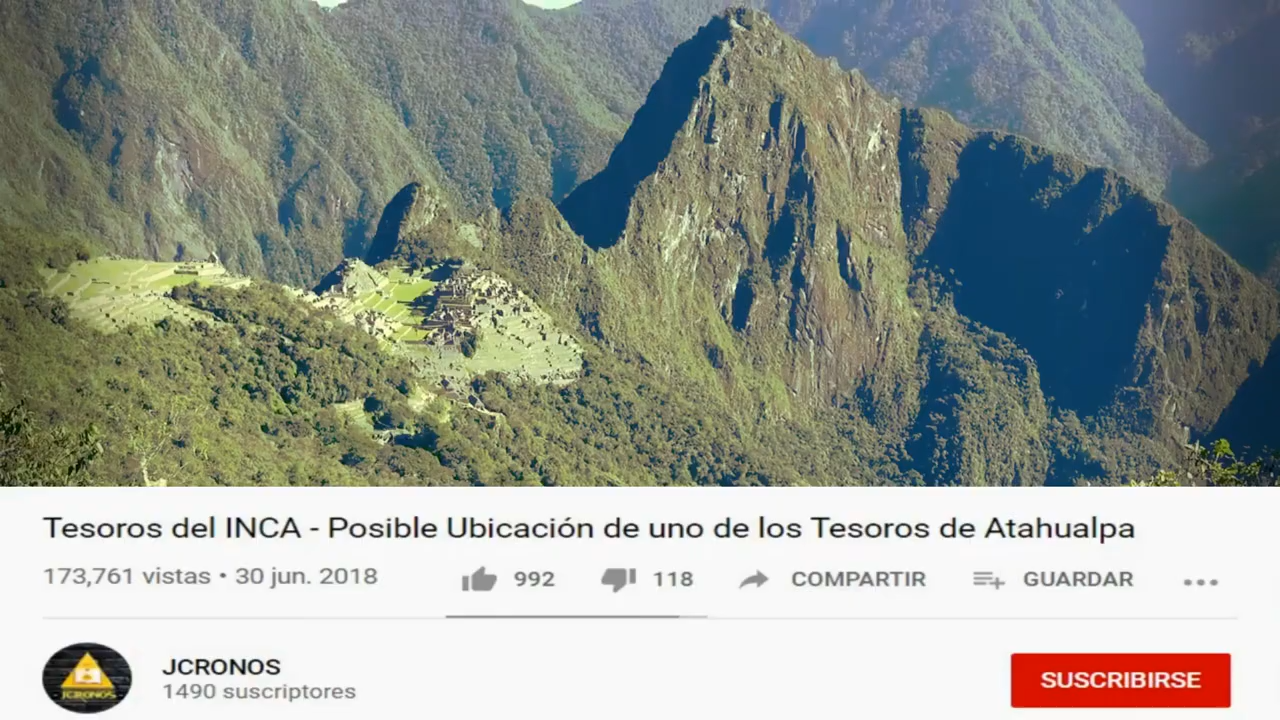 Tesoros del INCA - Posible Ubicación de uno de los Tesoros de Atahualpa
173,761 vistas • 30 jun. 2018 992 118 COMPARTIR GUARDAR
JCRONOS
1490 suscriptores
JCRONOS
SUSCRIBIRSE